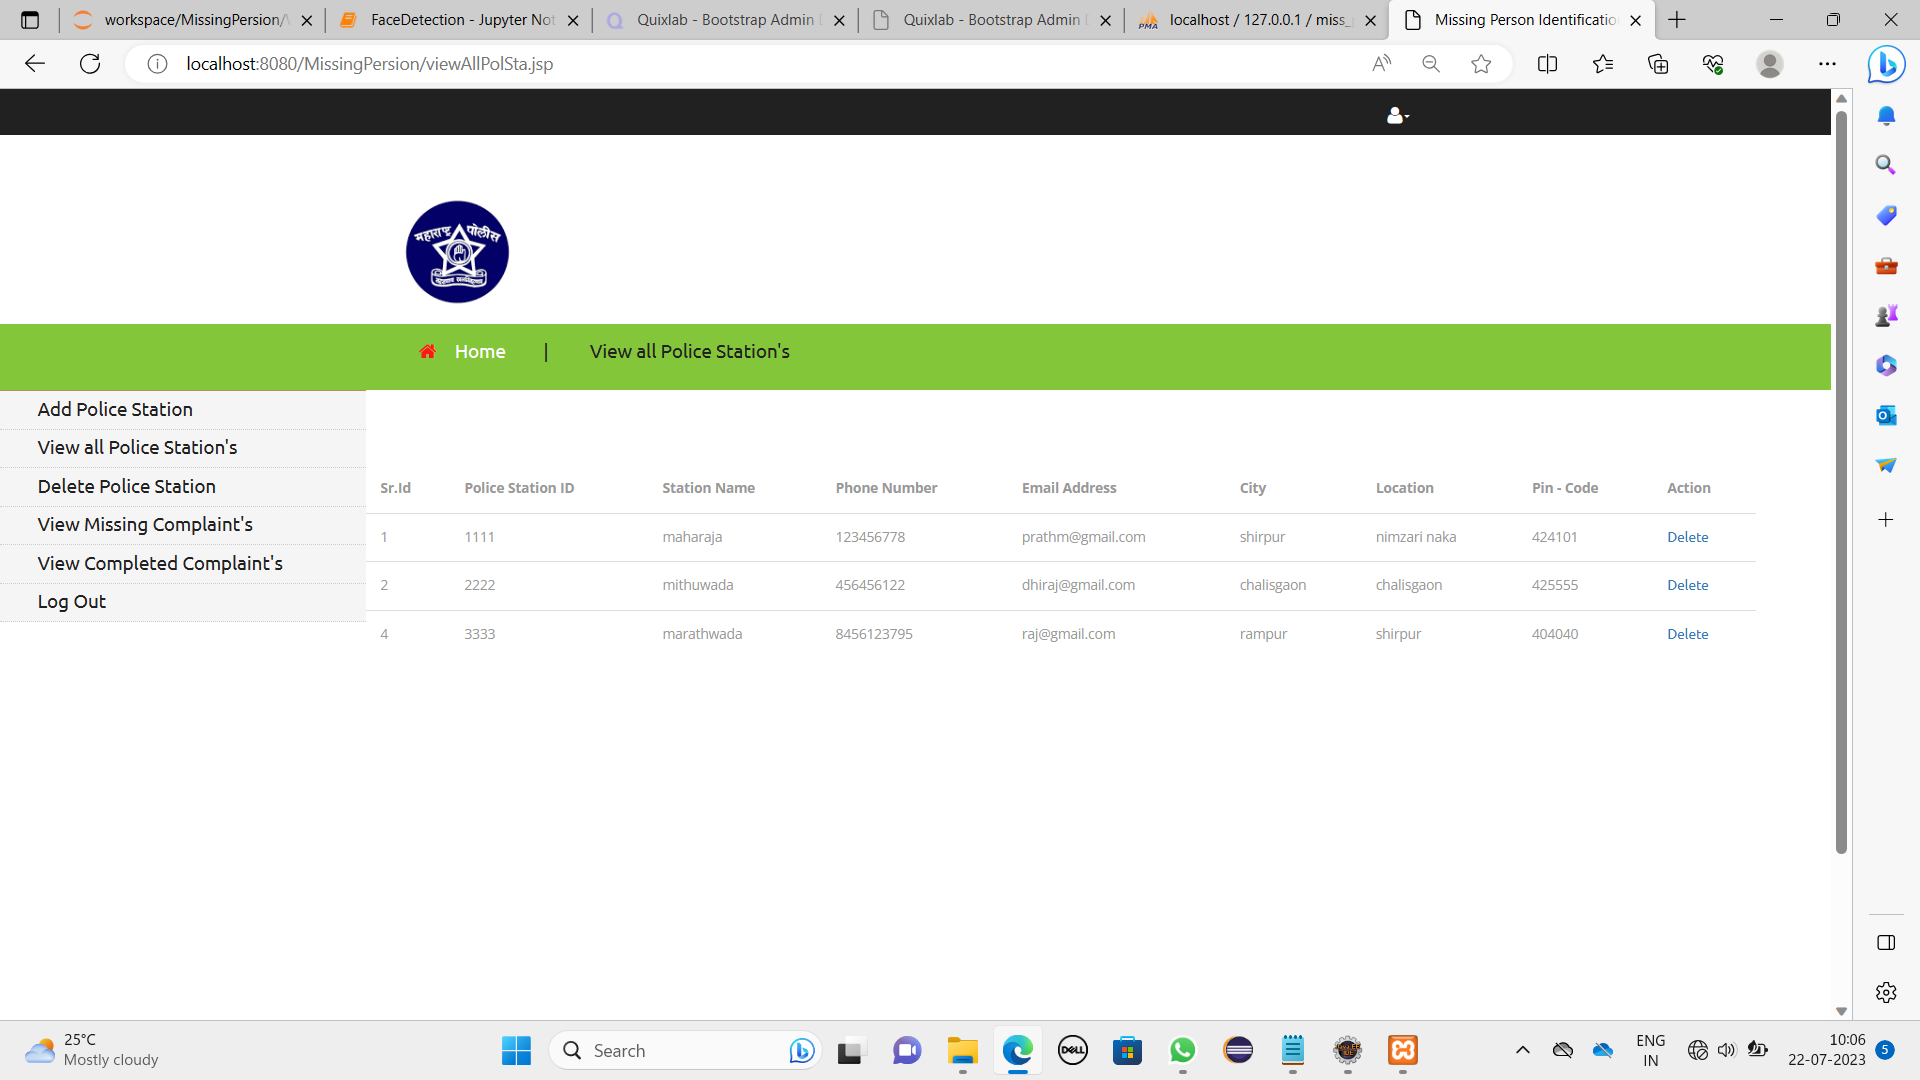 workspace/MissingPersion/
FaceDetection - Jupyter Not
Quixlab - Bootstrap Admin
Quixlab - Bootstrap Admin
localhost / 127.0.0.1 / miss_
Missing Person Identificatio
localhost:8080/MissingPersion/viewAllPolSta.jsp
महाराष्ट्र पोलीस
Home | View all Police Station's
Add Police Station
View all Police Station's
Delete Police Station
View Missing Complaint's
View Completed Complaint's
Log Out
Sr.Id Police Station ID Station Name Phone Number Email Address City Location Pin - Code Action
1 1111 maharaja 123456778 prathm@gmail.com shirpur nimzari naka 424101 Delete
2 2222 mithuwada 456456122 dhiraj@gmail.com chalisgaon chalisgaon 425555 Delete
4 3333 marathwada 8456123795 raj@gmail.com rampur shirpur 404040 Delete
25°C
Mostly cloudy
Search
DELL
ENG
IN
10:06
22-07-2023
5